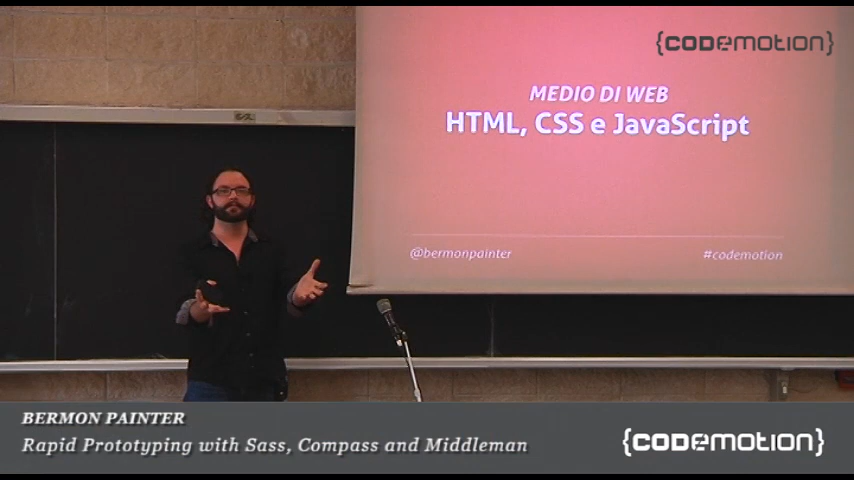 {CODEMOTION}
MEDIO DI WEB
HTML, CSS e JavaScript
@bermonpainter
#codemotion
BERMON PAINTER
Rapid Prototyping with Sass, Compass and Middleman
{CODEMOTION}